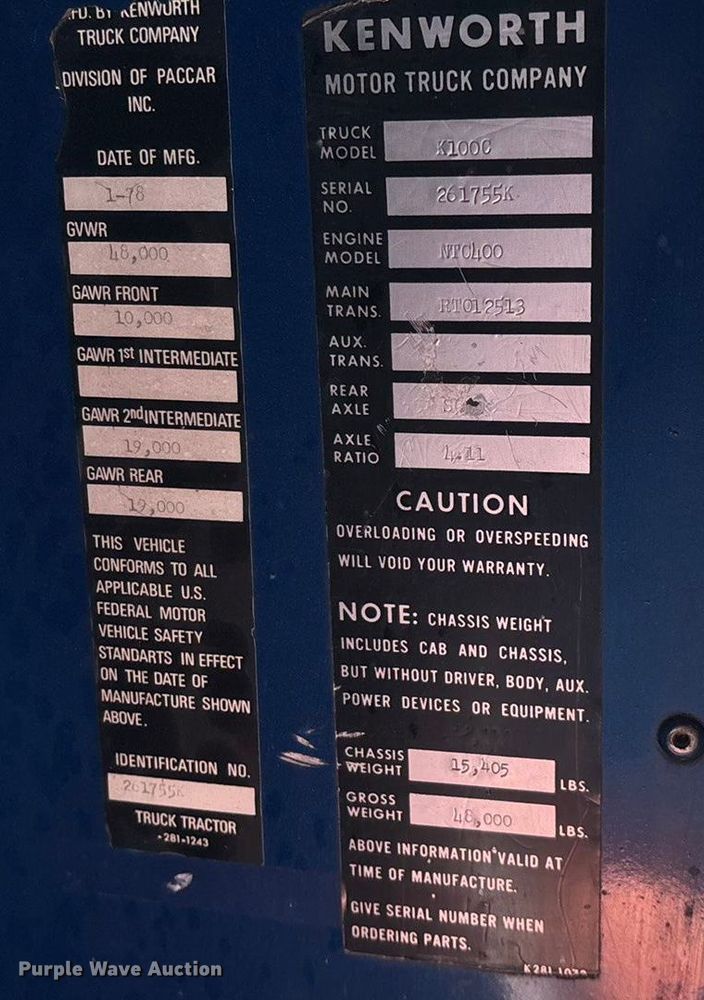 MFD. BY KENWORTH
TRUCK COMPANY
DIVISION OF PACCAR
INC.
DATE OF MFG.
1-78
GVWR
48,000
GAWR FRONT
10,000
GAWR 1st INTERMEDIATE
GAWR 2nd INTERMEDIATE
19,000
GAWR REAR
19,000
THIS VEHICLE
CONFORMS TO ALL
APPLICABLE U.S.
FEDERAL MOTOR
VEHICLE SAFETY
STANDARTS IN EFFECT
ON THE DATE OF
MANUFACTURE SHOWN
ABOVE.
IDENTIFICATION NO.
261755K
TRUCK TRACTOR
-281-1243
KENWORTH
MOTOR TRUCK COMPANY
TRUCK
MODEL K100C
SERIAL
NO. 261755K
ENGINE
MODEL NTC400
MAIN
TRANS. RTO12513
AUX.
TRANS.
REAR
AXLE
AXLE
RATIO 4.11
CAUTION
OVERLOADING OR OVERSPEEDING
WILL VOID YOUR WARRANTY.
NOTE: CHASSIS WEIGHT
INCLUDES CAB AND CHASSIS,
BUT WITHOUT DRIVER, BODY, AUX.
POWER DEVICES OR EQUIPMENT.
CHASSIS
WEIGHT 15,405 LBS.
GROSS
WEIGHT 48,000 LBS.
ABOVE INFORMATION VALID AT
TIME OF MANUFACTURE.
GIVE SERIAL NUMBER WHEN
ORDERING PARTS.
Purple Wave Auction